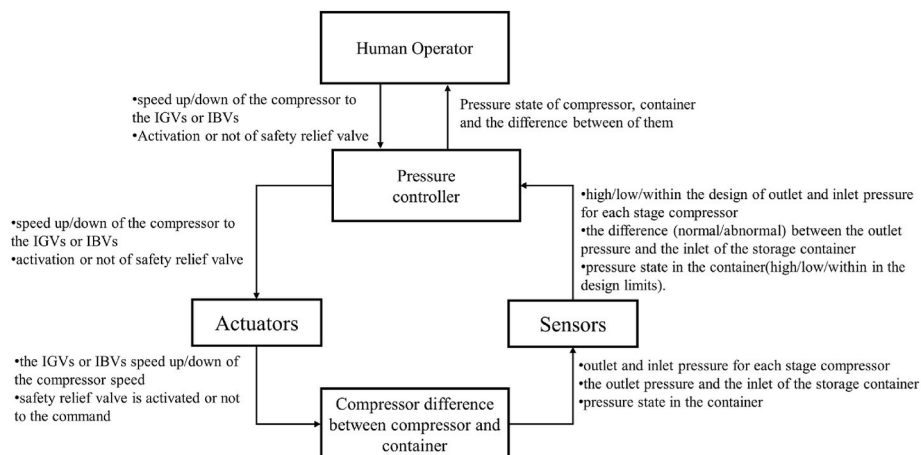 Human Operator
•speed up/down of the compressor to
the IGVs or IBVs
•Activation or not of safety relief valve
Pressure state of compressor, container
and the difference between of them
Pressure
controller
•speed up/down of the compressor to
the IGVs or IBVs
•activation or not of safety relief valve
•high/low/within the design of outlet and inlet pressure
for each stage compressor
•the difference (normal/abnormal) between the outlet
pressure and the inlet of the storage container
•pressure state in the container(high/low/within in the
design limits).
Actuators
Sensors
•the IGVs or IBVs speed up/down of
the compressor speed
•safety relief valve is activated or not
to the command
•outlet and inlet pressure for each stage compressor
•the outlet pressure and the inlet of the storage container
•pressure state in the container
Compressor difference
between compressor and
container